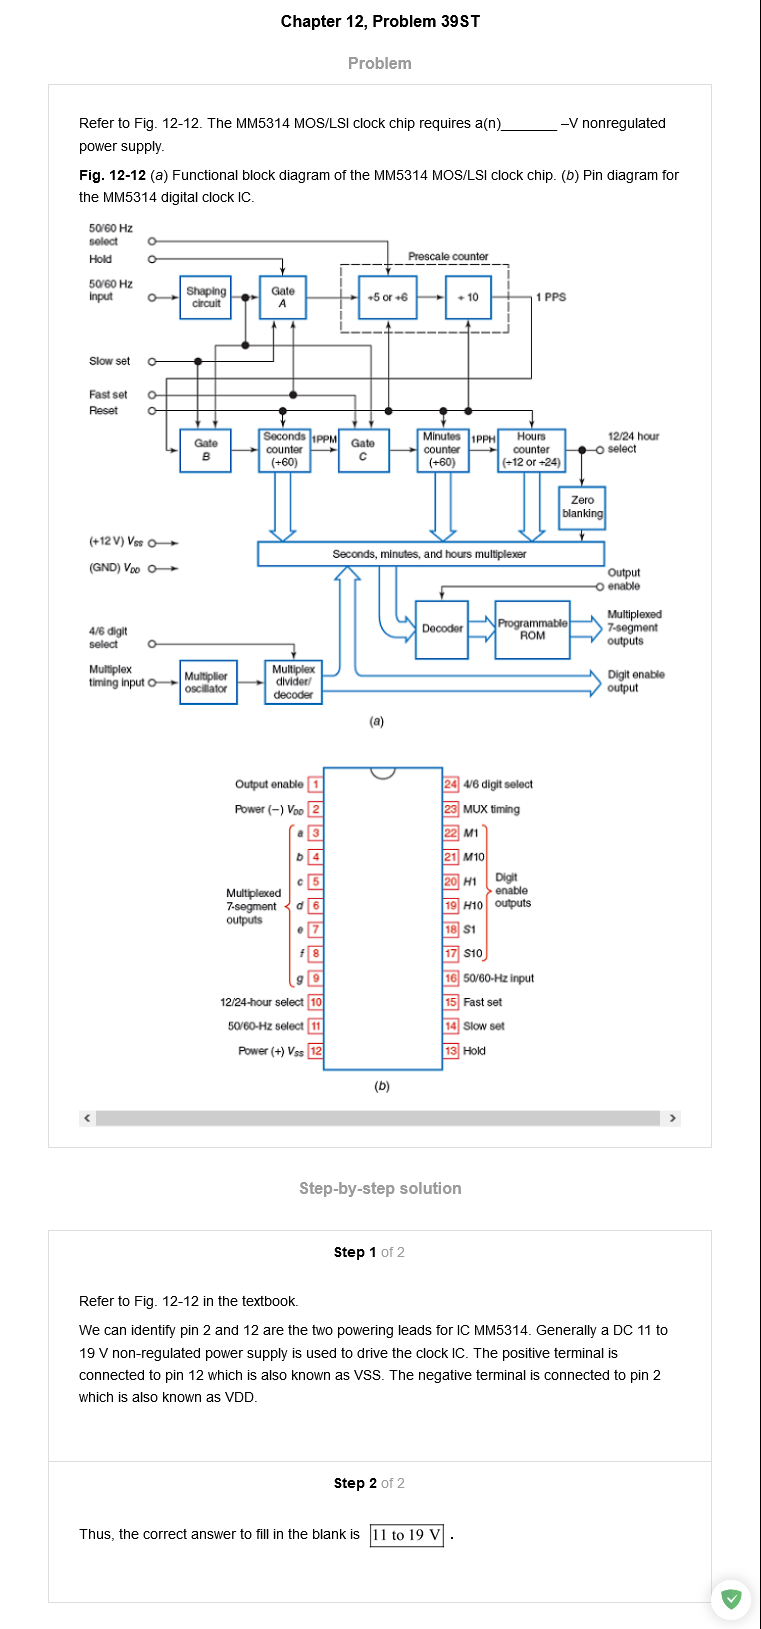 Chapter 12, Problem 39ST
Problem
Refer to Fig. 12-12. The MM5314 MOS/LSI clock chip requires a(n)_______ –V nonregulated
power supply.
Fig. 12-12 (a) Functional block diagram of the MM5314 MOS/LSI clock chip. (b) Pin diagram for
the MM5314 digital clock IC.
50/60 Hz
select
Hold
Prescale counter
50/60 Hz
input
Shaping
circuit
Gate
A
÷5 or ÷6
÷ 10
1 PPS
Slow set
Fast set
Reset
Gate
B
Seconds
counter
(÷60)
1PPM
Gate
C
Minutes
counter
(÷60)
1PPH
Hours
counter
(÷12 or ÷24)
12/24 hour
select
Zero
blanking
(+12 V) VSS
(GND) VDD
Seconds, minutes, and hours multiplexer
Output
enable
Decoder
Programmable
ROM
Multiplexed
7-segment
outputs
4/6 digit
select
Multiplex
timing input
Multiplier
oscillator
Multiplex
divider/
decoder
Digit enable
output
(a)
Output enable 1
Power (−) VDD 2
a 3
b 4
c 5
d 6
e 7
f 8
g 9
Multiplexed
7-segment
outputs
12/24-hour select 10
50/60-Hz select 11
Power (+) VSS 12
24 4/6 digit select
23 MUX timing
22 M1
21 M10
20 H1
19 H10
18 S1
17 S10
Digit
enable
outputs
16 50/60-Hz input
15 Fast set
14 Slow set
13 Hold
(b)
Step-by-step solution
Step 1 of 2
Refer to Fig. 12-12 in the textbook.
We can identify pin 2 and 12 are the two powering leads for IC MM5314. Generally a DC 11 to
19 V non-regulated power supply is used to drive the clock IC. The positive terminal is
connected to pin 12 which is also known as VSS. The negative terminal is connected to pin 2
which is also known as VDD.
Step 2 of 2
Thus, the correct answer to fill in the blank is 11 to 19 V .